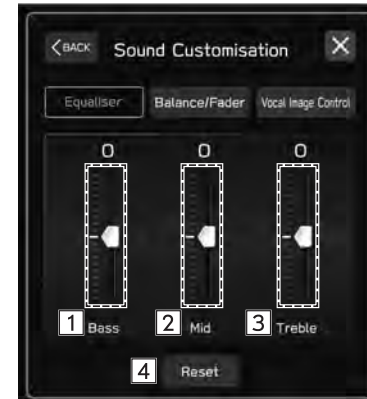 BACK Sound Customisation X
Equaliser Balance/Fader Vocal Image Control
0 0 0
1 Bass 2 Mid 3 Treble
4 Reset